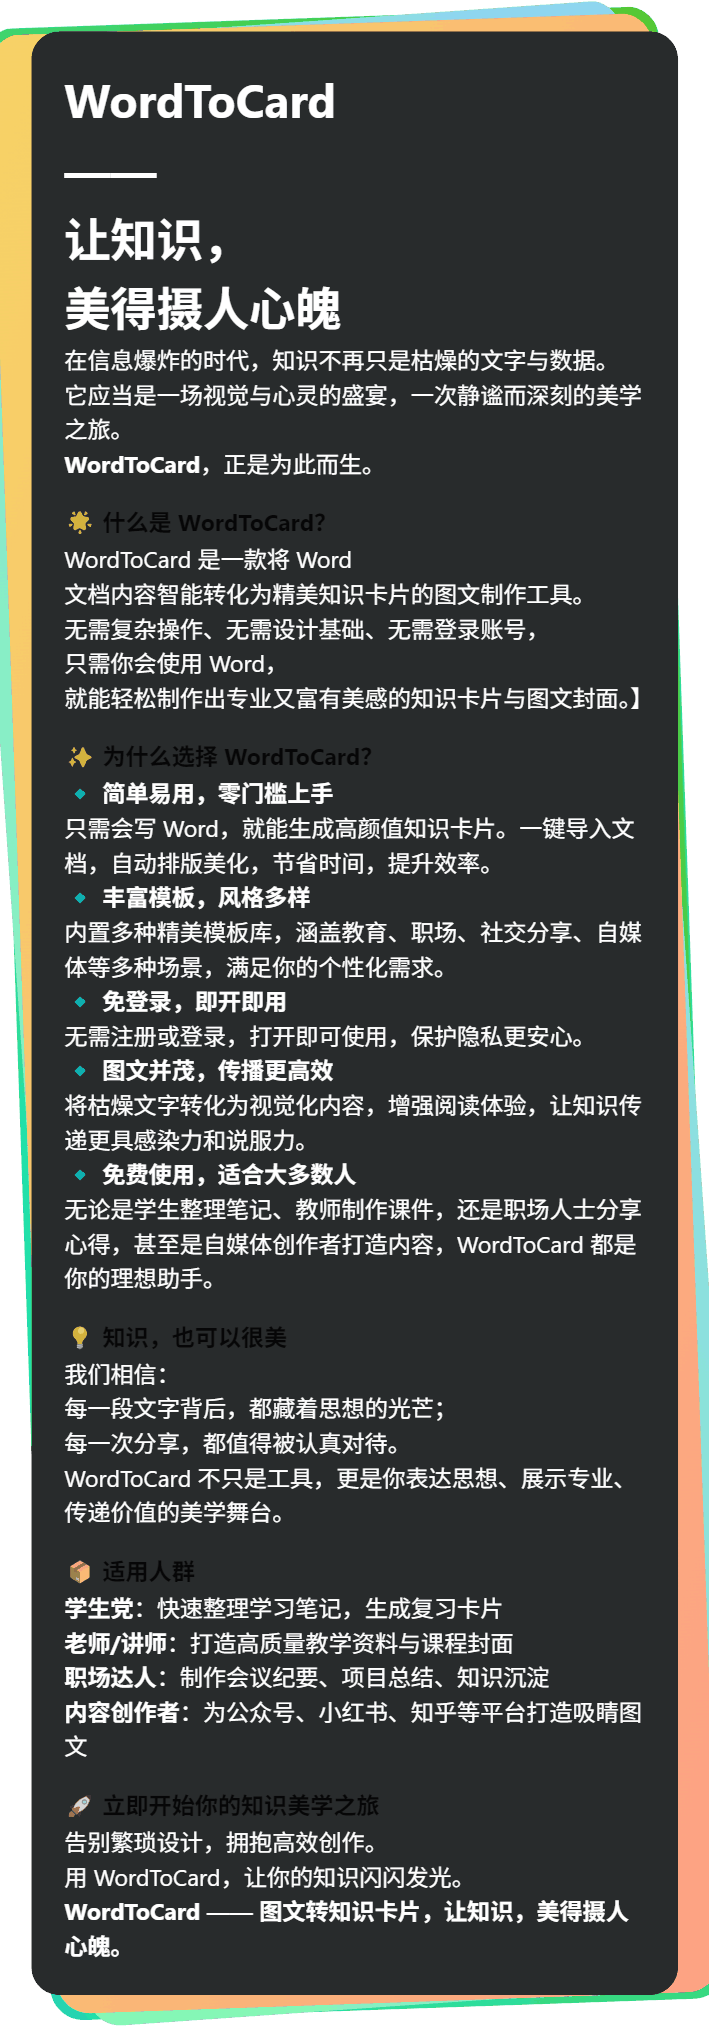 WordToCard
——
让知识，
美得摄人心魄
在信息爆炸的时代，知识不再只是枯燥的文字与数据。
它应当是一场视觉与心灵的盛宴，一次静谧而深刻的美学
之旅。
WordToCard，正是为此而生。
🌟 什么是 WordToCard？
WordToCard 是一款将 Word
文档内容智能转化为精美知识卡片的图文制作工具。
无需复杂操作、无需设计基础、无需登录账号，
只需你会使用 Word，
就能轻松制作出专业又富有美感的知识卡片与图文封面。】
✨ 为什么选择 WordToCard？
🔹 简单易用，零门槛上手
只需会写 Word，就能生成高颜值知识卡片。一键导入文
档，自动排版美化，节省时间，提升效率。
🔹 丰富模板，风格多样
内置多种精美模板库，涵盖教育、职场、社交分享、自媒
体等多种场景，满足你的个性化需求。
🔹 免登录，即开即用
无需注册或登录，打开即可使用，保护隐私更安心。
🔹 图文并茂，传播更高效
将枯燥文字转化为视觉化内容，增强阅读体验，让知识传
递更具感染力和说服力。
🔹 免费使用，适合大多数人
无论是学生整理笔记、教师制作课件，还是职场人士分享
心得，甚至是自媒体创作者打造内容，WordToCard 都是
你的理想助手。
💡 知识，也可以很美
我们相信：
每一段文字背后，都藏着思想的光芒；
每一次分享，都值得被认真对待。
WordToCard 不只是工具，更是你表达思想、展示专业、
传递价值的美学舞台。
📦 适用人群
学生党：快速整理学习笔记，生成复习卡片
老师/讲师：打造高质量教学资料与课程封面
职场达人：制作会议纪要、项目总结、知识沉淀
内容创作者：为公众号、小红书、知乎等平台打造吸睛图
文
🚀 立即开始你的知识美学之旅
告别繁琐设计，拥抱高效创作。
用 WordToCard，让你的知识闪闪发光。
WordToCard —— 图文转知识卡片，让知识，美得摄人
心魄。